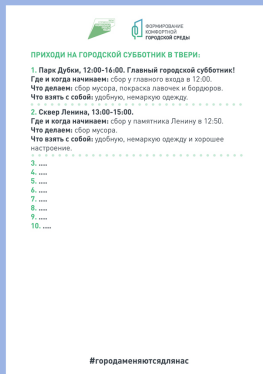 ФОРМИРОВАНИЕ
КОМФОРТНОЙ
ГОРОДСКОЙ СРЕДЫ
ПРИХОДИ НА ГОРОДСКОЙ СУББОТНИК В ТВЕРИ:
1. Парк Дубки, 12:00-16:00. Главный городской субботник!
Где и когда начинаем: сбор у главного входа в 12:00.
Что делаем: сбор мусора, покраска лавочек и бордюров.
Что взять с собой: удобную, немаркую одежду.
2. Сквер Ленина, 13:00-15:00.
Где и когда начинаем: сбор у памятника Ленину в 12:50.
Что делаем: сбор мусора.
Что взять с собой: удобную, немаркую одежду и хорошее
настроение.
3. ....
4. ....
5. ....
6. ....
7. ....
8. ....
9. ....
10. ....
#городаменяютсядлянас